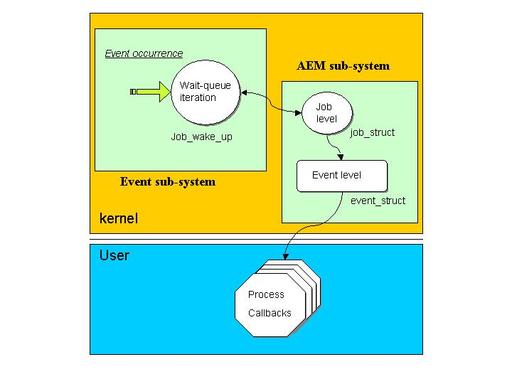 Event occurrence
Wait-queue
iteration
Job_wake_up
Event sub-system
AEM sub-system
Job
level
job_struct
Event level
event_struct
kernel
User
Process
Callbacks